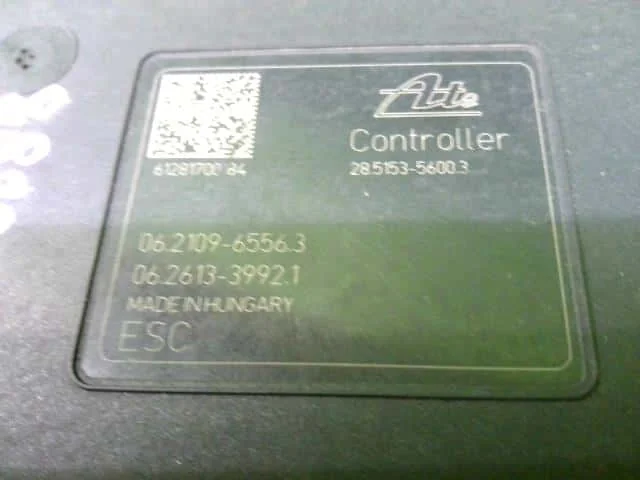 Ate
Controller
61281700 84 28.5153-5600.3
06.2109-6556.3
06.2613-3992.1
MADE IN HUNGARY
ESC